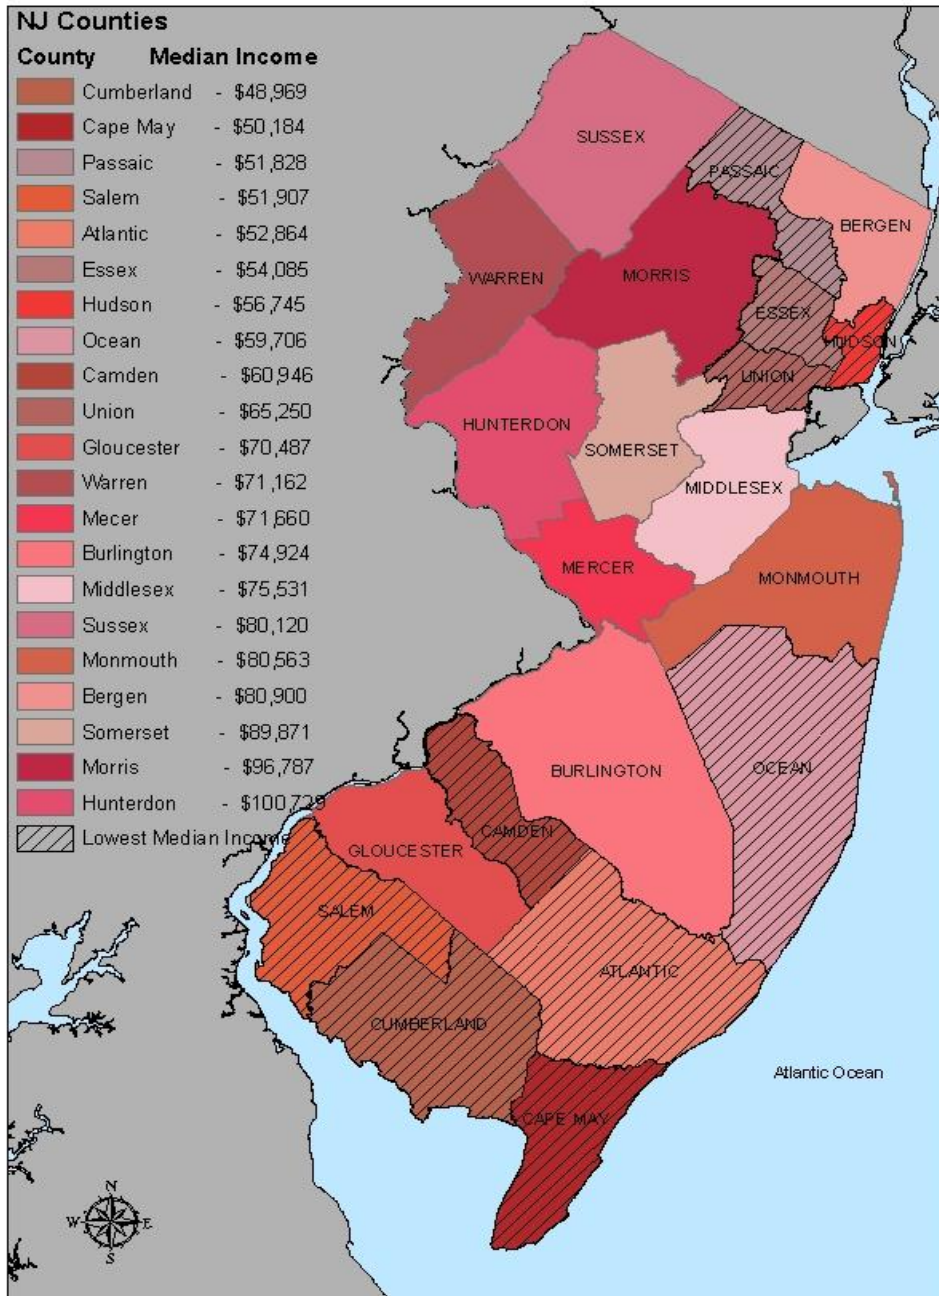 NJ Counties
County Median Income
Cumberland - $48,969
Cape May - $50,184
Passaic - $51,828
Salem - $51,907
Atlantic - $52,864
Essex - $54,085
Hudson - $56,745
Ocean - $59,706
Camden - $60,946
Union - $65,250
Gloucester - $70,487
Warren - $71,162
Mecer - $71,660
Burlington - $74,924
Middlesex - $75,531
Sussex - $80,120
Monmouth - $80,563
Bergen - $80,900
Somerset - $89,871
Morris - $96,787
Hunterdon - $100,729
Lowest Median Income
SUSSEX
PASSAIC
BERGEN
WARREN
MORRIS
ESSEX
HUDSON
UNION
HUNTERDON
SOMERSET
MIDDLESEX
MERCER
MONMOUTH
OCEAN
BURLINGTON
CAMDEN
GLOUCESTER
SALEM
ATLANTIC
CUMBERLAND
Atlantic Ocean
CAPE MAY
N
W E
S